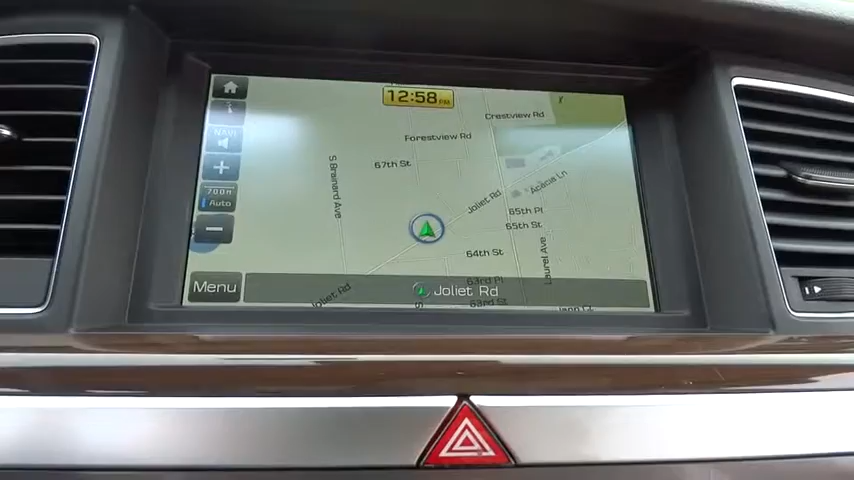 12:58 PM
NAVI
700ft
Auto
Menu
Crestview Rd
Forestview Rd
67th St
S Brainard Ave
Acacia Ln
Joliet Rd
65th Pl
65th St
64th St
Laurel Ave
63rd Pl
Joliet Rd
Joliet Rd
63rd St